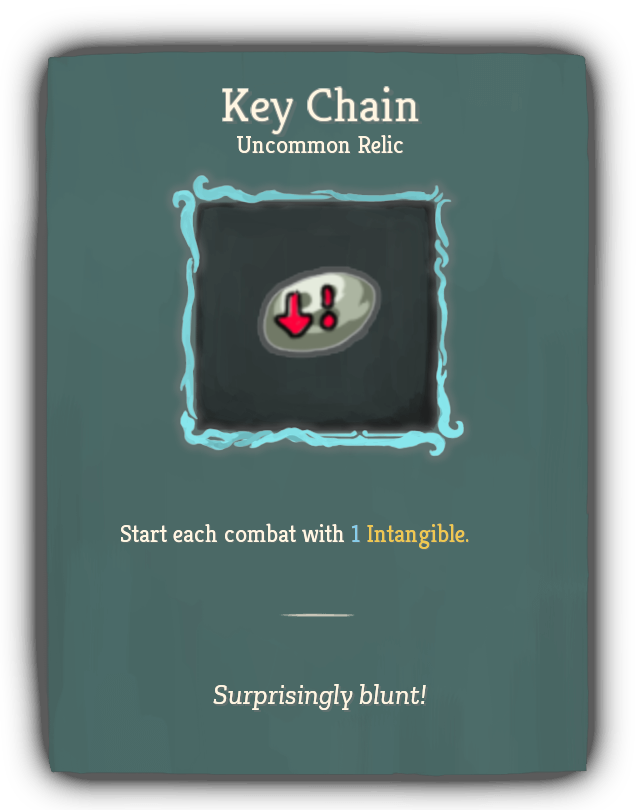 Key Chain
Uncommon Relic
Start each combat with 1 Intangible.
Surprisingly blunt!